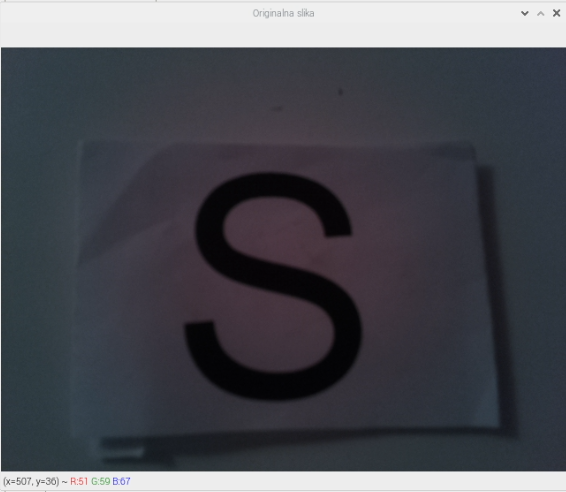 Originalna slika
S
(x=507, y=36) ~ R:51 G:59 B:67